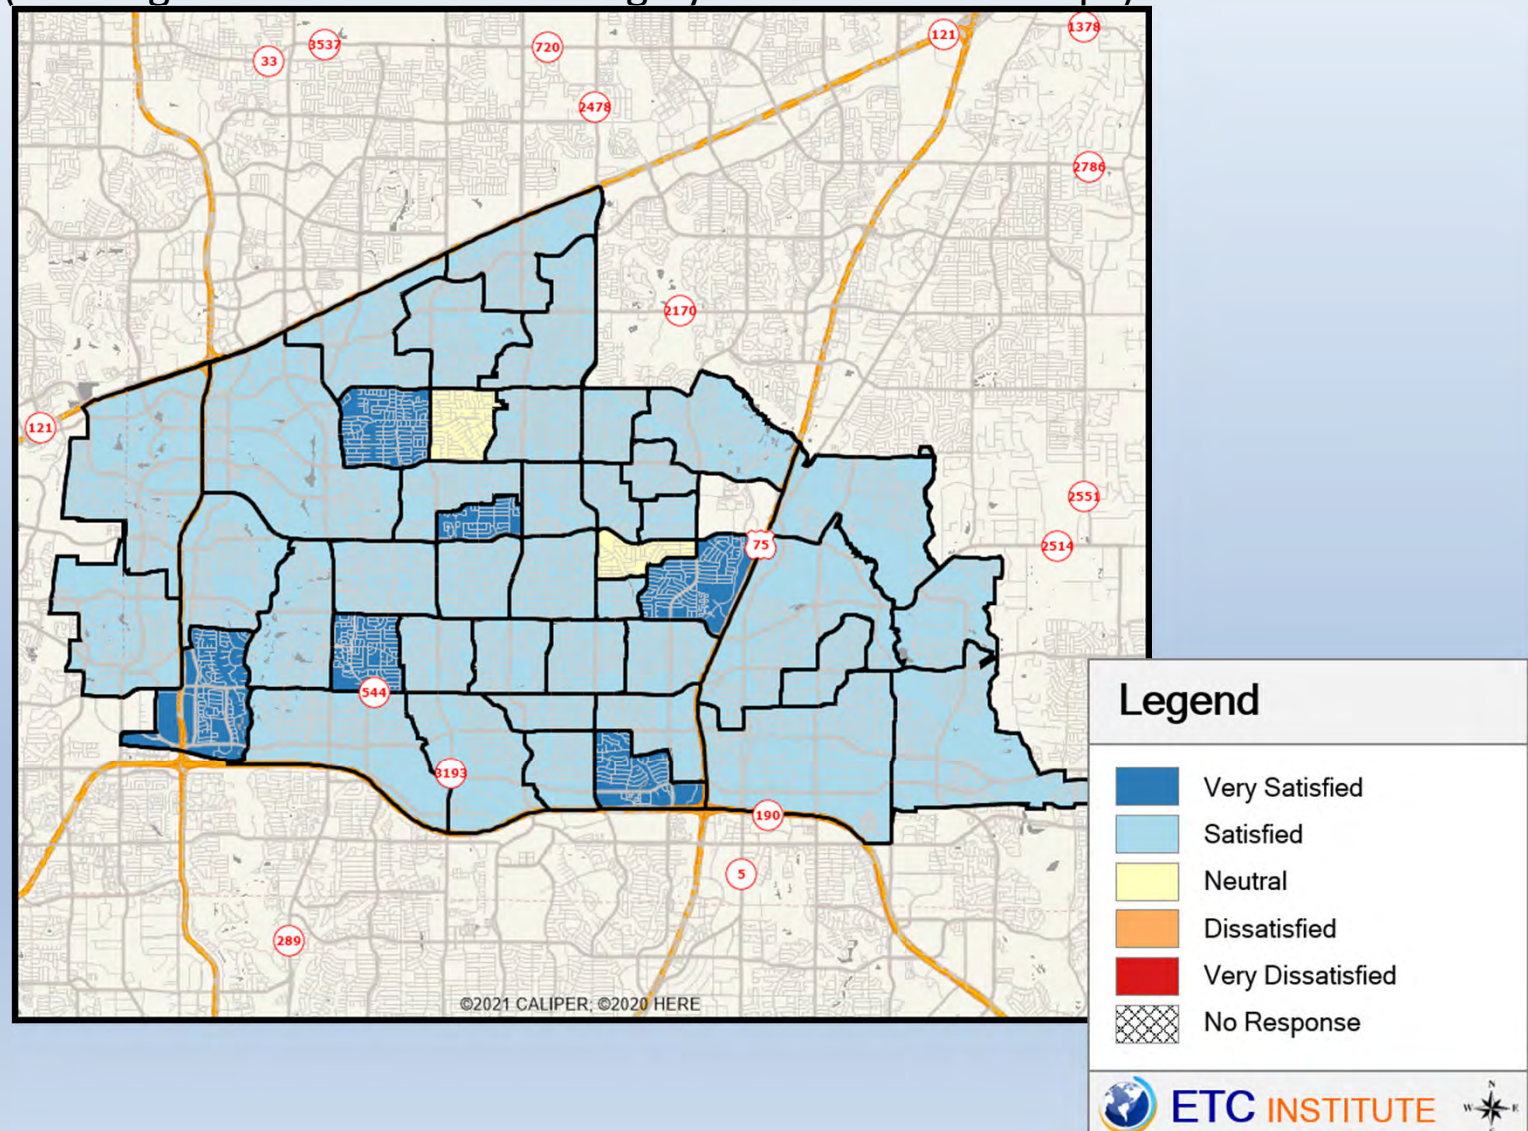 121
1378
3537
720
33
2478
2786
2170
121
2551
75
2514
544
3193
190
5
289
©2021 CALIPER; ©2020 HERE
Legend
Very Satisfied
Satisfied
Neutral
Dissatisfied
Very Dissatisfied
No Response
ETC INSTITUTE
N
W E